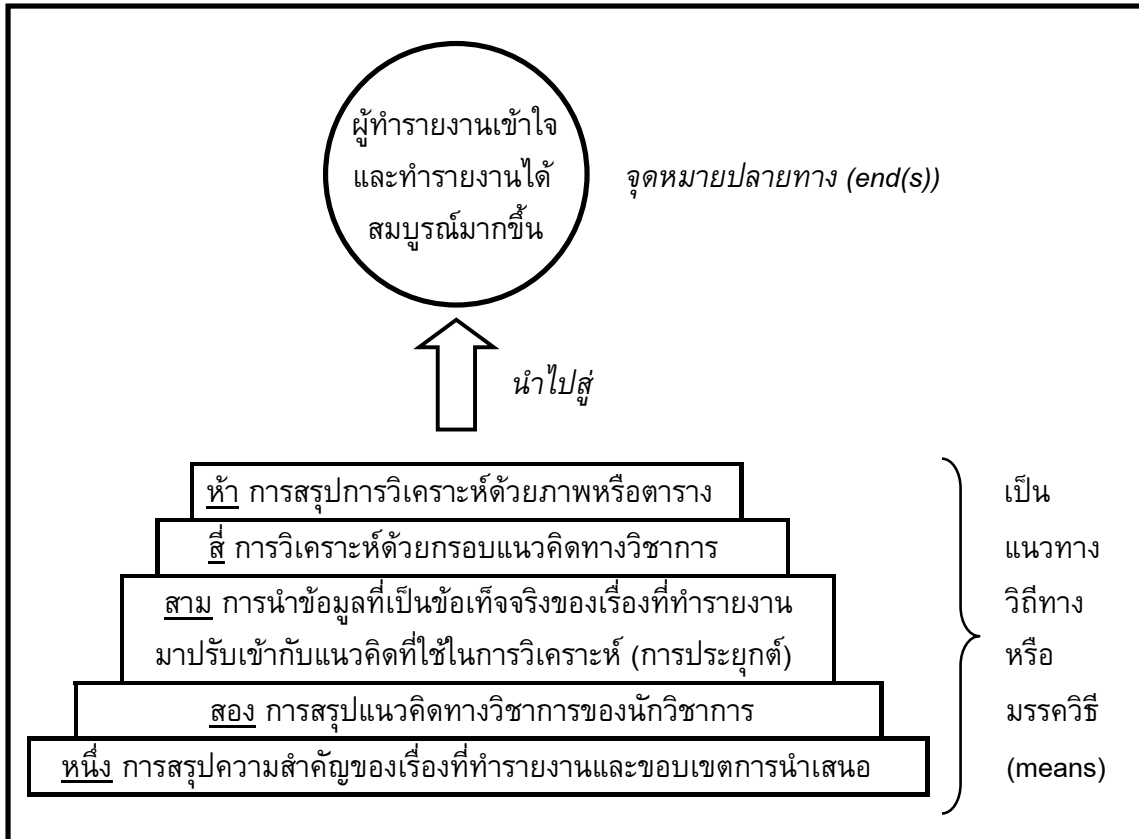 ผู้ทำรายงานเข้าใจ
และทำรายงานได้
สมบูรณ์มากขึ้น
จุดหมายปลายทาง (end(s))
นำไปสู่
ห้า การสรุปการวิเคราะห์ด้วยภาพหรือตาราง
สี่ การวิเคราะห์ด้วยกรอบแนวคิดทางวิชาการ
สาม การนำข้อมูลที่เป็นข้อเท็จจริงของเรื่องที่ทำรายงาน
มาปรับเข้ากับแนวคิดที่ใช้ในการวิเคราะห์ (การประยุกต์)
สอง การสรุปแนวคิดทางวิชาการของนักวิชาการ
หนึ่ง การสรุปความสำคัญของเรื่องที่ทำรายงานและขอบเขตการนำเสนอ
เป็น
แนวทาง
วิถีทาง
หรือ
มรรควิธี
(means)